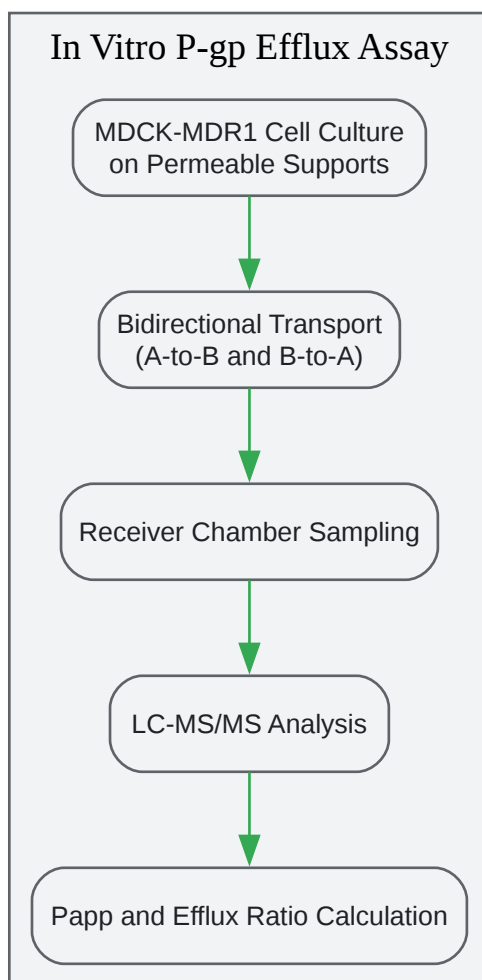 In Vitro P-gp Efflux Assay
MDCK-MDR1 Cell Culture
on Permeable Supports
Bidirectional Transport
(A-to-B and B-to-A)
Receiver Chamber Sampling
LC-MS/MS Analysis
Papp and Efflux Ratio Calculation